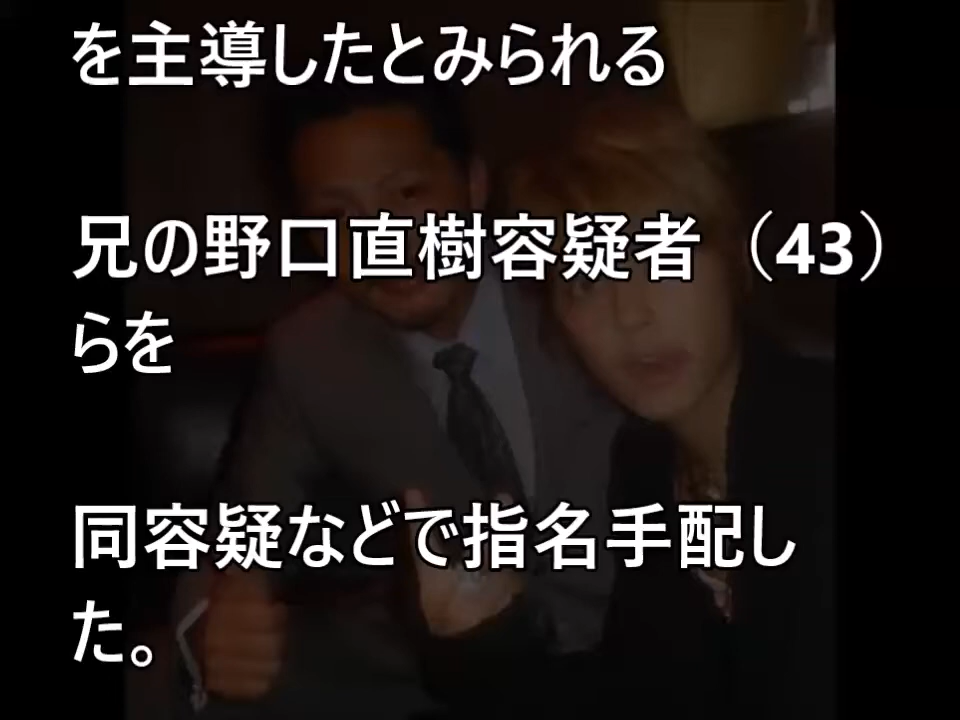 を主導したとみられる
兄の野口直樹容疑者（43）
らを
同容疑などで指名手配し
た。